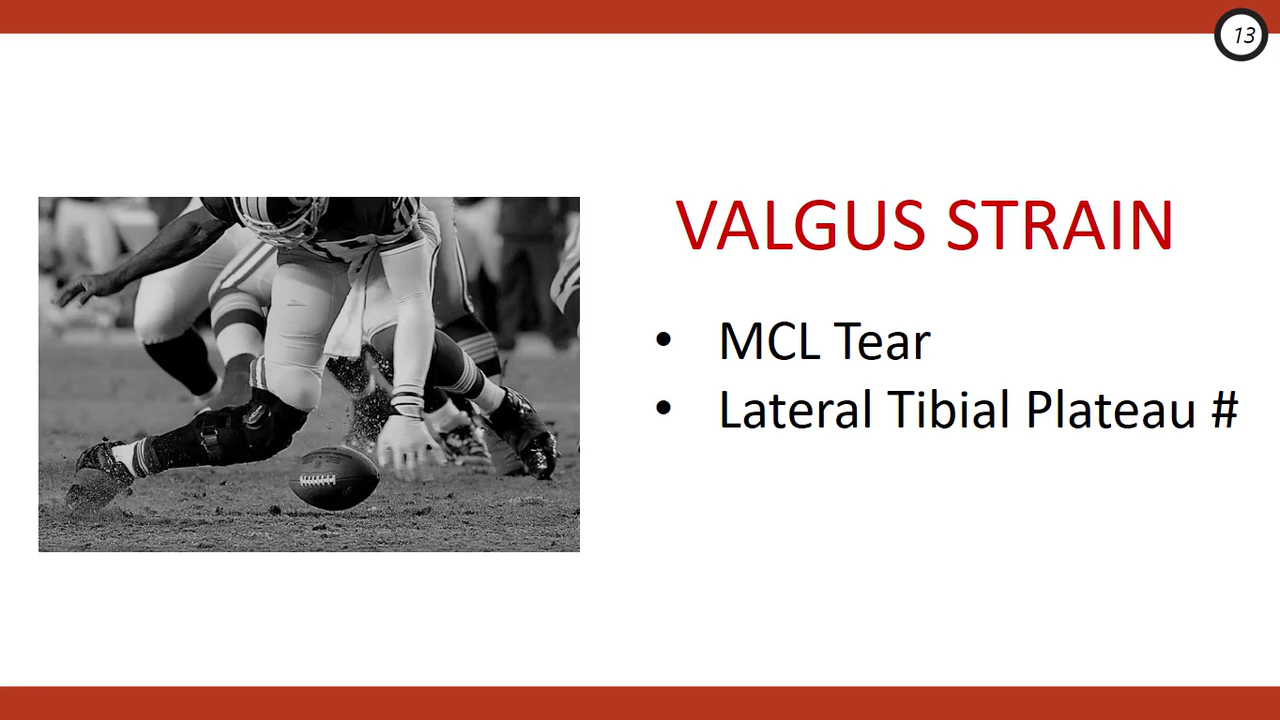 13
VALGUS STRAIN
• MCL Tear
• Lateral Tibial Plateau #